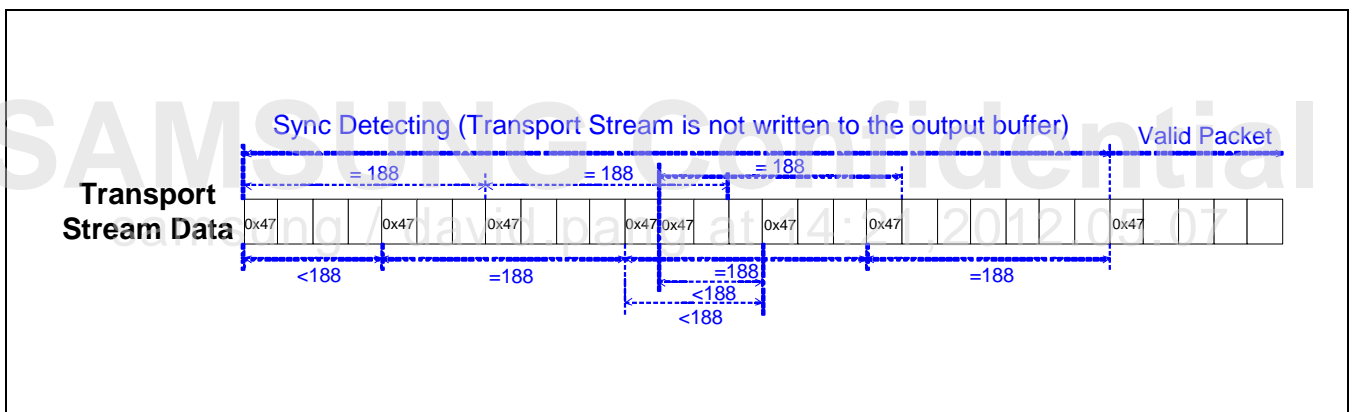 SAMSUNG Confidential
Sync Detecting (Transport Stream is not written to the output buffer)
Valid Packet
= 188 = 188 = 188
Transport
Stream Data
0x47 0x47 0x47 0x47 0x47 0x47 0x47 0x47
samsung / david.pang at 14:21 ,2012.05.07
<188 =188 =188 =188
<188
<188